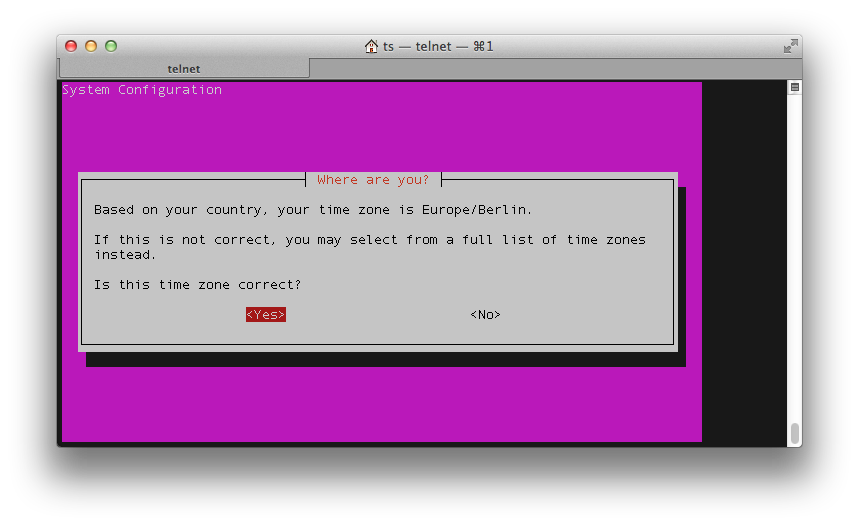 ts — telnet — ⌘1
telnet
System Configuration
Where are you?
Based on your country, your time zone is Europe/Berlin.
If this is not correct, you may select from a full list of time zones
instead.
Is this time zone correct?
<Yes> <No>